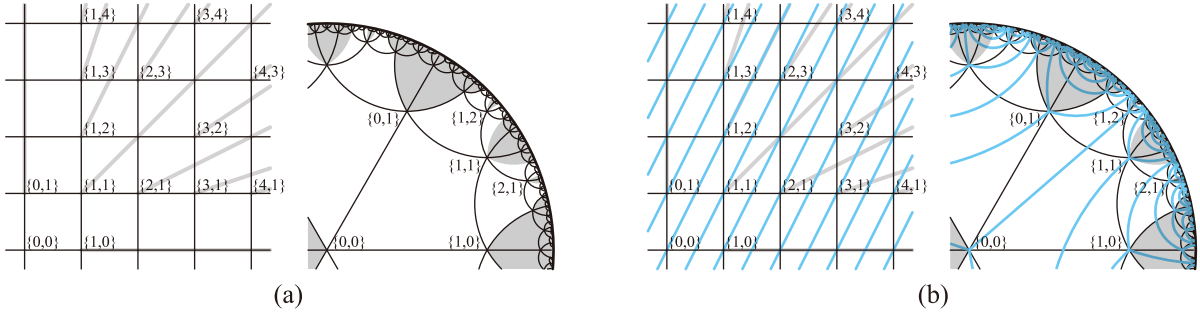 {1,4} {3,4}
{1,3} {2,3} {4,3}
{1,2} {3,2}
{0,1} {1,1} {2,1} {3,1} {4,1}
{0,0} {1,0}
{0,1} {1,2}
{1,1}
{2,1}
{0,0} {1,0}
(a)
{1,4} {3,4}
{1,3} {2,3} {4,3}
{1,2} {3,2}
{0,1} {1,1} {2,1} {3,1} {4,1}
{0,0} {1,0}
{0,1} {1,2}
{1,1}
{2,1}
{0,0} {1,0}
(b)